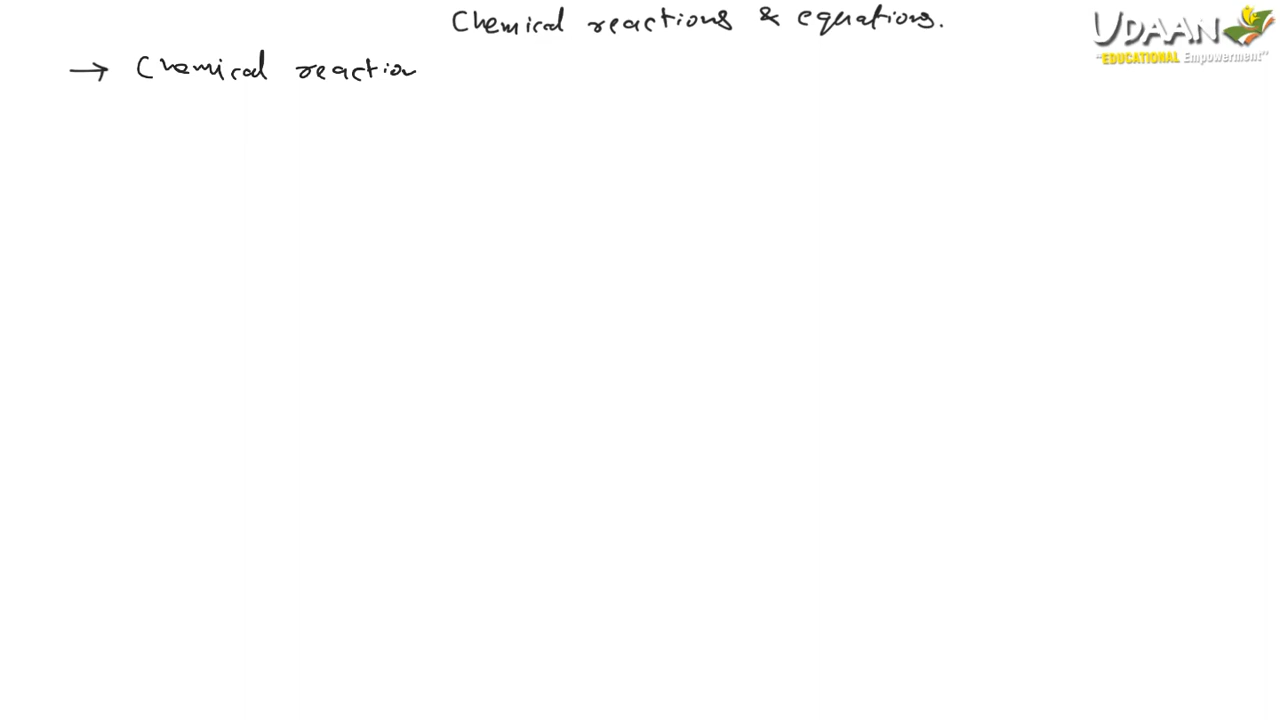 Chemical reactions & equations.
UDAAN
"EDUCATIONAL Empowerment"
→ Chemical reaction